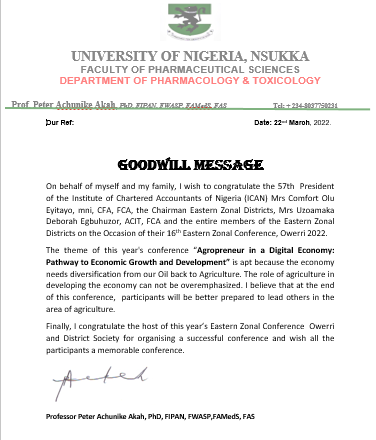 UNIVERSITY OF NIGERIA, NSUKKA
FACULTY OF PHARMACEUTICAL SCIENCES
DEPARTMENT OF PHARMACOLOGY & TOXICOLOGY
Prof. Peter Achunike Akah, PhD, FIPAN, FWASP, FAMedS, FAS Tel: + 234-8037750231
Our Ref: Date: 22nd March, 2022.
GOODWILL MESSAGE
On behalf of myself and my family, I wish to congratulate the 57th President
of the Institute of Chartered Accountants of Nigeria (ICAN) Mrs Comfort Olu
Eyitayo, mni, CFA, FCA, the Chairman Eastern Zonal Districts, Mrs Uzoamaka
Deborah Egbuhuzor, ACIT, FCA and the entire members of the Eastern Zonal
Districts on the Occasion of their 16th Eastern Zonal Conference, Owerri 2022.
The theme of this year's conference "Agropreneur in a Digital Economy:
Pathway to Economic Growth and Development" is apt because the economy
needs diversification from our Oil back to Agriculture. The role of agriculture in
developing the economy can not be overemphasized. I believe that at the end
of this conference, participants will be better prepared to lead others in the
area of agriculture.
Finally, I congratulate the host of this year's Eastern Zonal Conference Owerri
and District Society for organising a successful conference and wish all the
participants a memorable conference.
Professor Peter Achunike Akah, PhD, FIPAN, FWASP,FAMedS, FAS